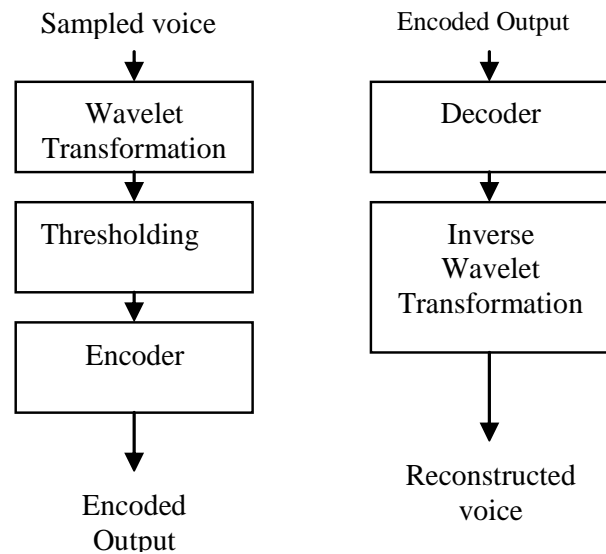 Sampled voice
Wavelet
Transformation
Thresholding
Encoder
Encoded
Output
Encoded Output
Decoder
Inverse
Wavelet
Transformation
Reconstructed
voice